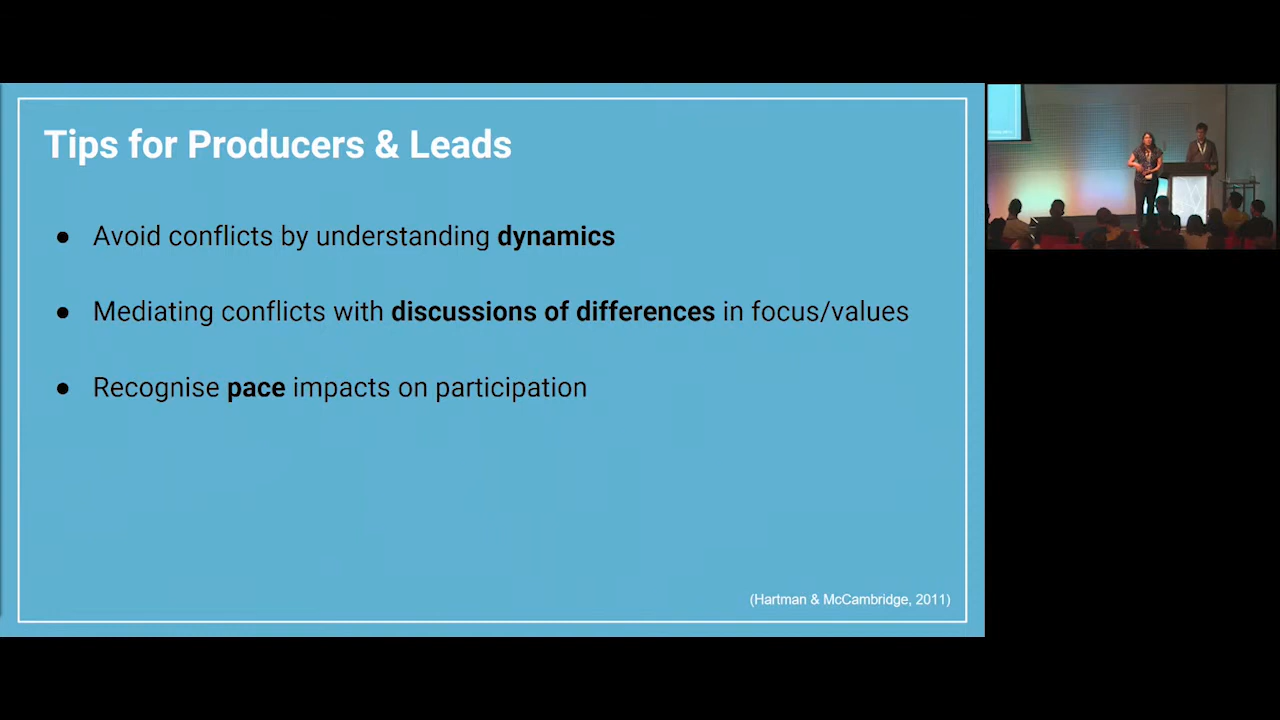 Tips for Producers & Leads
● Avoid conflicts by understanding dynamics
● Mediating conflicts with discussions of differences in focus/values
● Recognise pace impacts on participation
(Hartman & McCambridge, 2011)